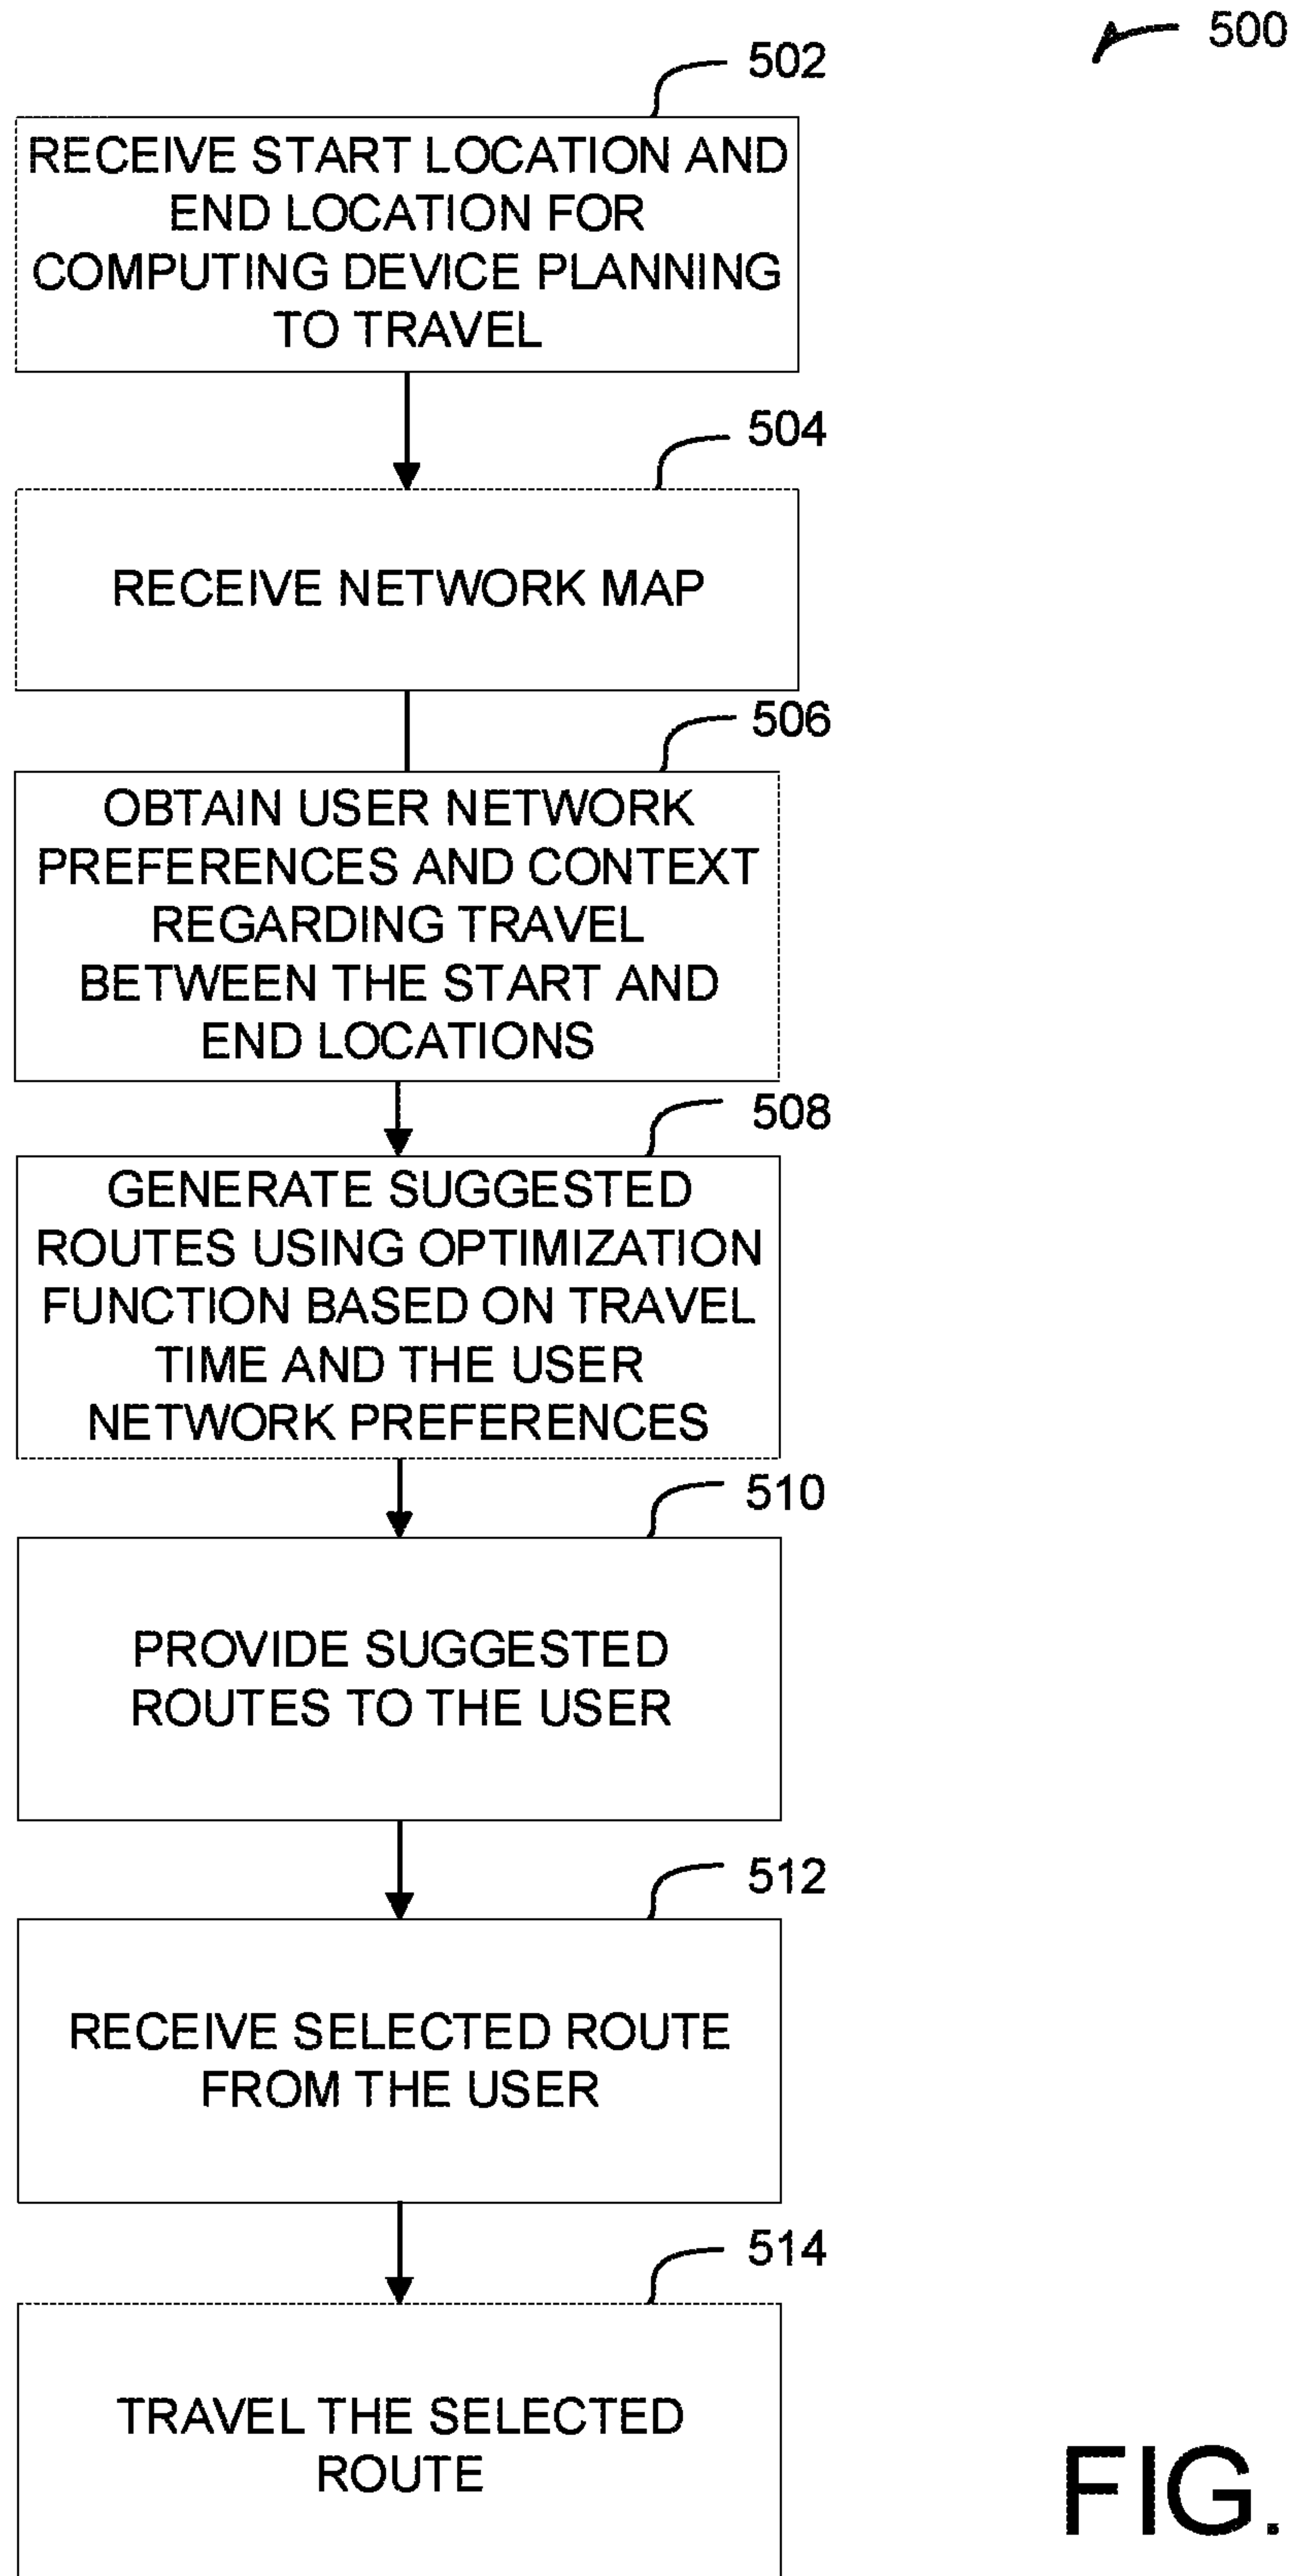 500
502
RECEIVE START LOCATION AND
END LOCATION FOR
COMPUTING DEVICE PLANNING
TO TRAVEL
504
RECEIVE NETWORK MAP
506
OBTAIN USER NETWORK
PREFERENCES AND CONTEXT
REGARDING TRAVEL
BETWEEN THE START AND
END LOCATIONS
508
GENERATE SUGGESTED
ROUTES USING OPTIMIZATION
FUNCTION BASED ON TRAVEL
TIME AND THE USER
NETWORK PREFERENCES
510
PROVIDE SUGGESTED
ROUTES TO THE USER
512
RECEIVE SELECTED ROUTE
FROM THE USER
514
TRAVEL THE SELECTED
ROUTE
FIG.